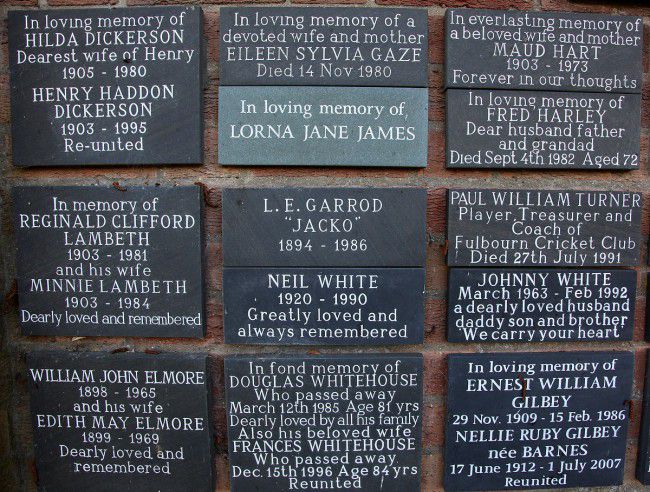 In loving memory of
HILDA DICKERSON
Dearest wife of Henry
1905 - 1980
HENRY HADDON
DICKERSON
1903 - 1995
Re-united
In loving memory of a
devoted wife and mother
EILEEN SYLVIA GAZE
Died 14 Nov 1980
In loving memory of,
LORNA JANE JAMES
In everlasting memory of
a beloved wife and mother
MAUD HART
1903 - 1973
Forever in our thoughts
In loving memory of
FRED HARLEY
Dear husband father
and grandad
Died Sept 4th 1982 Aged 72
In memory of
REGINALD CLIFFORD
LAMBETH
1903 - 1981
and his wife
MINNIE LAMBETH
1903 - 1984
Dearly loved and remembered
L. E. GARROD
"JACKO"
1894 - 1986
NEIL WHITE
1920 - 1990
Greatly loved and
always remembered
PAUL WILLIAM TURNER
Player, Treasurer and
Coach of
Fulbourn Cricket Club
Died 27th July 1991
JOHNNY WHITE
March 1963 - Feb 1992
a dearly loved husband
daddy son and brother
We carry your heart
WILLIAM JOHN ELMORE
1898 - 1965
and his wife
EDITH MAY ELMORE
1899 - 1969
Dearly loved and
remembered
In fond memory of
DOUGLAS WHITEHOUSE
Who passed away
March 12th 1985 Age 81 yrs
Dearly loved by all his family
Also his beloved wife
FRANCES WHITEHOUSE
Who passed away
Dec. 15th 1996 Age 84 yrs
Reunited
In loving memory of
ERNEST WILLIAM
GILBEY
29 Nov. 1909 - 15 Feb. 1986
NELLIE RUBY GILBEY
née BARNES
17 June 1912 - 1 July 2007
Reunited